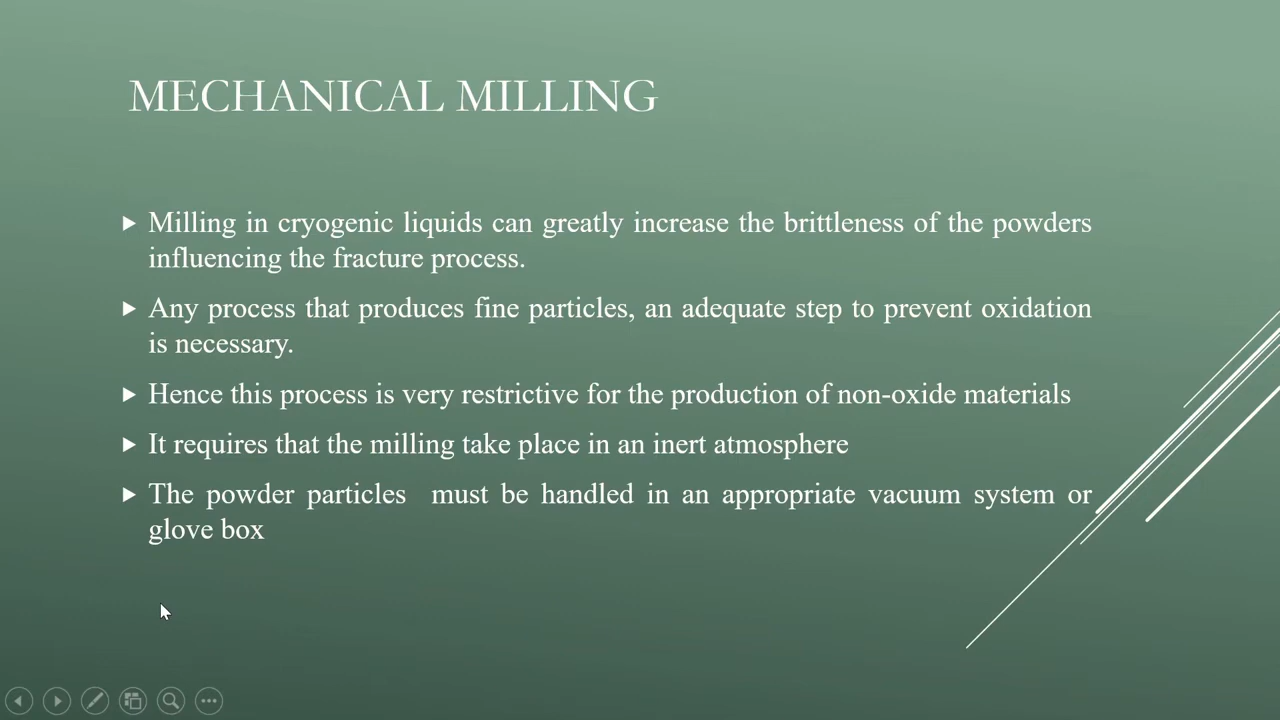 MECHANICAL MILLING
Milling in cryogenic liquids can greatly increase the brittleness of the powders
influencing the fracture process.
Any process that produces fine particles, an adequate step to prevent oxidation
is necessary.
Hence this process is very restrictive for the production of non-oxide materials
It requires that the milling take place in an inert atmosphere
The powder particles  must be handled in an appropriate vacuum system or
glove box